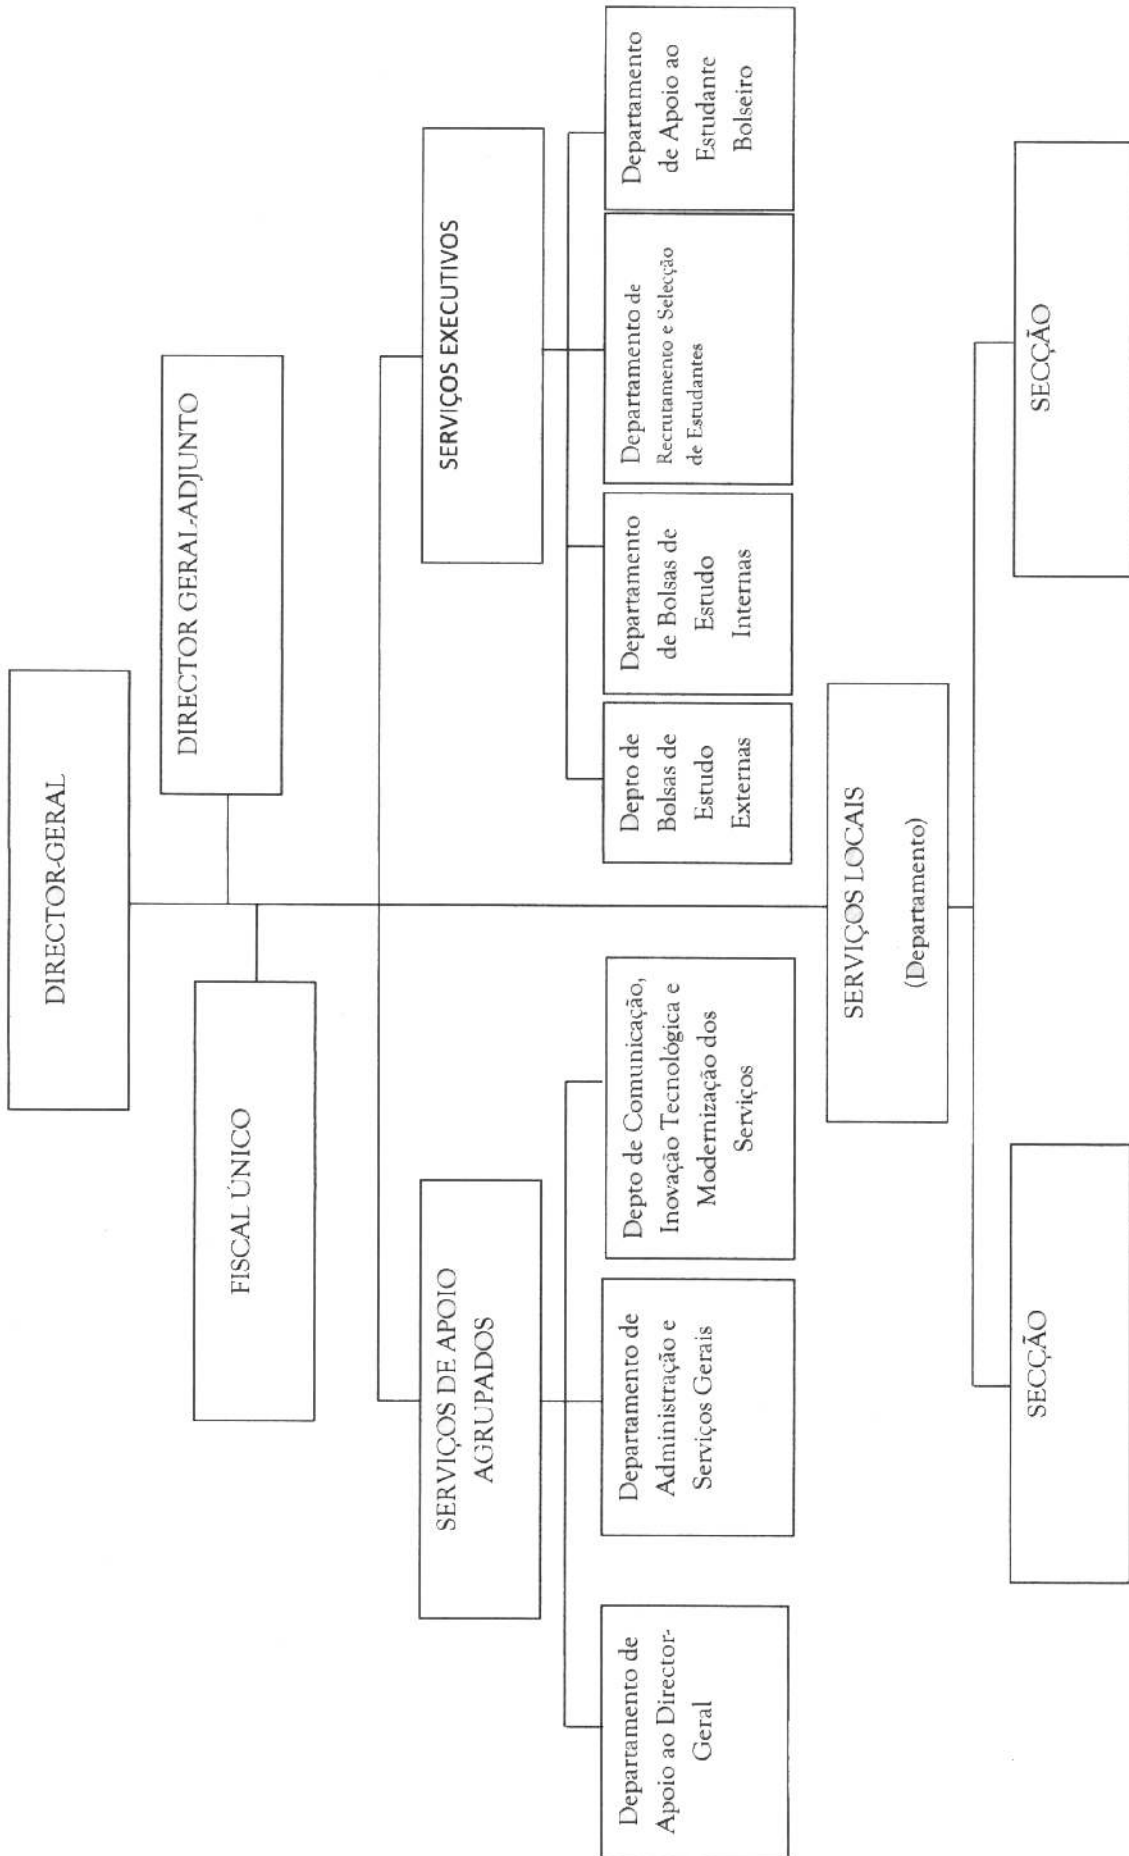 DIRECTOR-GERAL
DIRECTOR GERAL-ADJUNTO
FISCAL ÚNICO
SERVIÇOS DE APOIO
AGRUPADOS
SERVIÇOS EXECUTIVOS
Departamento de
Apoio ao Director-
Geral
Departamento de
Administração e
Serviços Gerais
Depto de Comunicação,
Inovação Tecnológica e
Modernização dos
Serviços
Depto de
Bolsas de
Estudo
Externas
Departamento
de Bolsas de
Estudo
Internas
Departamento de
Recrutamento e Selecção
de Estudantes
Departamento
de Apoio ao
Estudante
Bolseiro
SERVIÇOS LOCAIS
(Departamento)
SECÇÃO
SECÇÃO